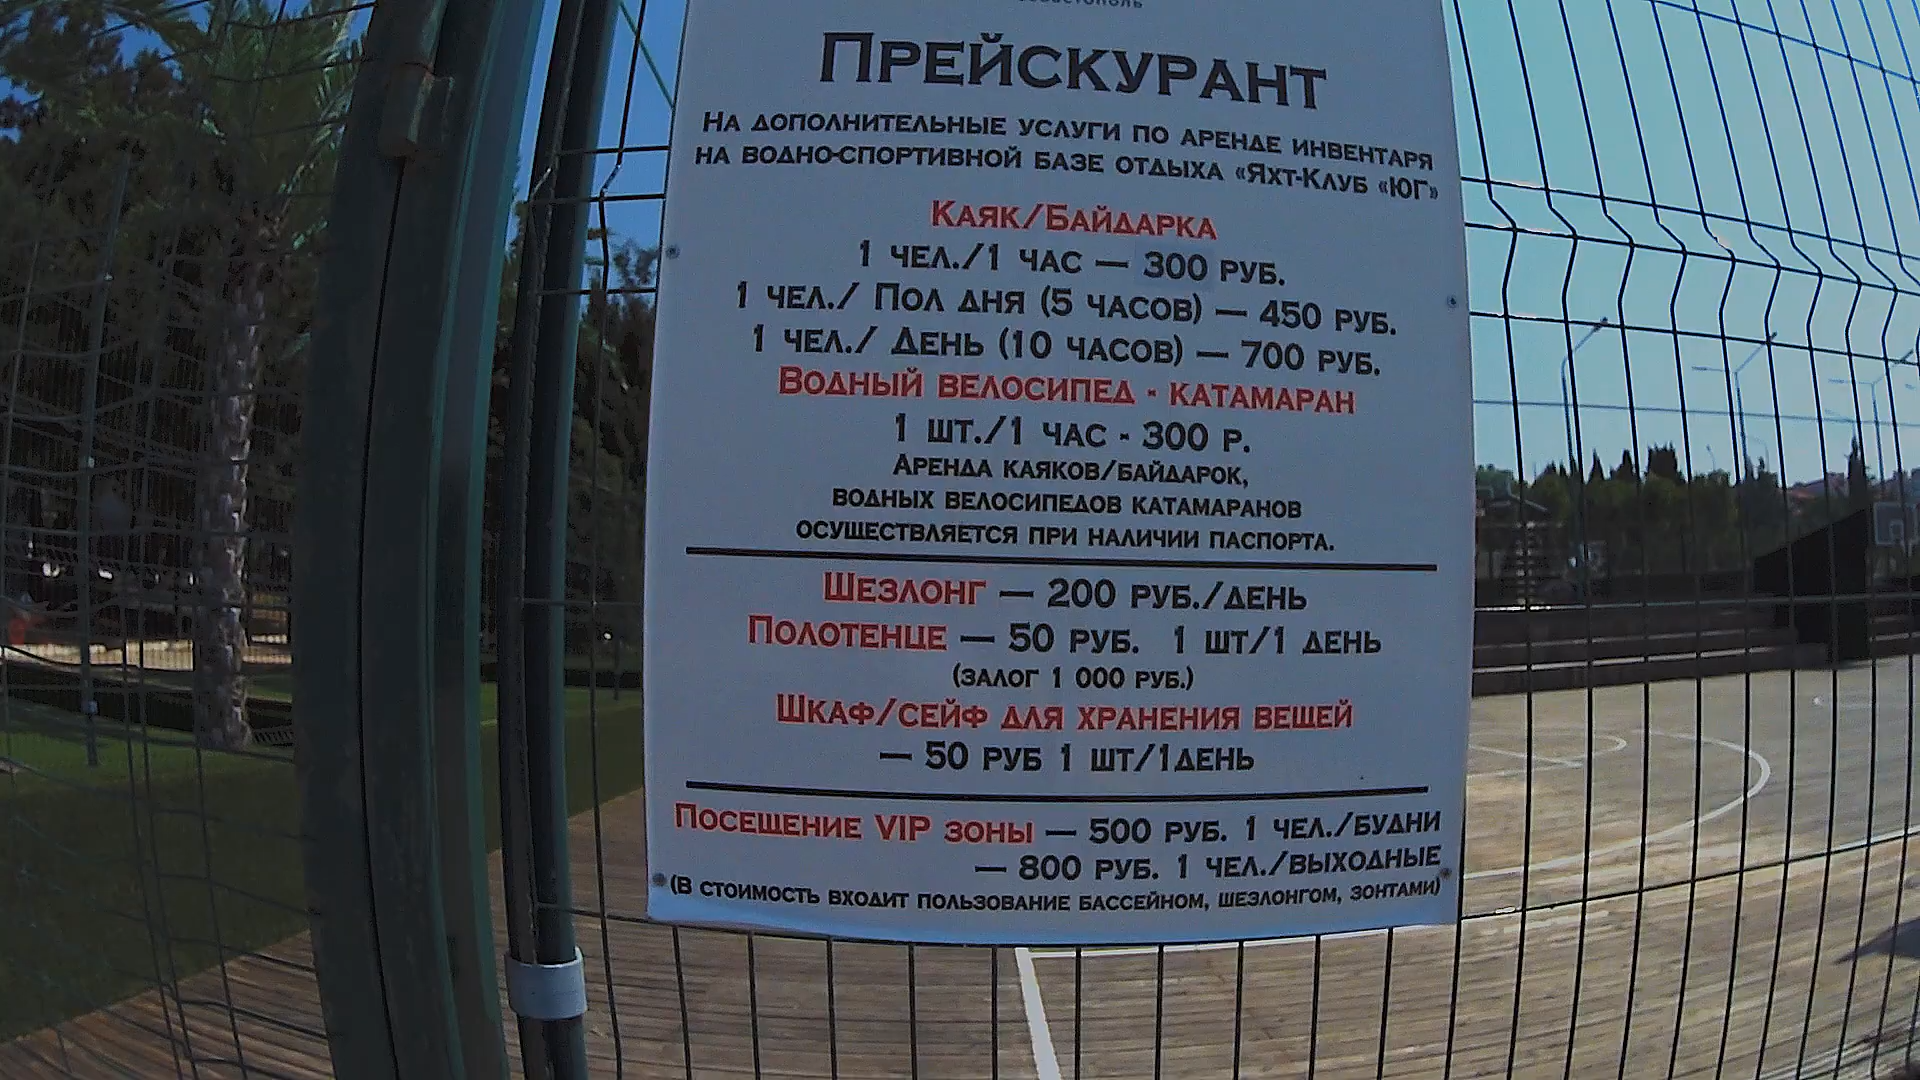 ПРЕЙСКУРАНТ
НА ДОПОЛНИТЕЛЬНЫЕ УСЛУГИ ПО АРЕНДЕ ИНВЕНТАРЯ
НА ВОДНО-СПОРТИВНОЙ БАЗЕ ОТДЫХА «ЯХТ-КЛУБ «ЮГ»
КАЯК/БАЙДАРКА
1 ЧЕЛ./1 ЧАС — 300 РУБ.
1 ЧЕЛ./ ПОЛ ДНЯ (5 ЧАСОВ) — 450 РУБ.
1 ЧЕЛ./ ДЕНЬ (10 ЧАСОВ) — 700 РУБ.
ВОДНЫЙ ВЕЛОСИПЕД - КАТАМАРАН
1 ШТ./1 ЧАС - 300 Р.
АРЕНДА КАЯКОВ/БАЙДАРОК,
ВОДНЫХ ВЕЛОСИПЕДОВ КАТАМАРАНОВ
ОСУЩЕСТВЛЯЕТСЯ ПРИ НАЛИЧИИ ПАСПОРТА.
ШЕЗЛОНГ — 200 РУБ./ДЕНЬ
ПОЛОТЕНЦЕ — 50 РУБ. 1 ШТ/1 ДЕНЬ
(ЗАЛОГ 1 000 РУБ.)
ШКАФ/СЕЙФ ДЛЯ ХРАНЕНИЯ ВЕЩЕЙ
— 50 РУБ 1 ШТ/1ДЕНЬ
ПОСЕЩЕНИЕ VIP ЗОНЫ — 500 РУБ. 1 ЧЕЛ./БУДНИ
— 800 РУБ. 1 ЧЕЛ./ВЫХОДНЫЕ
(В СТОИМОСТЬ ВХОДИТ ПОЛЬЗОВАНИЕ БАССЕЙНОМ, ШЕЗЛОНГОМ, ЗОНТАМИ)